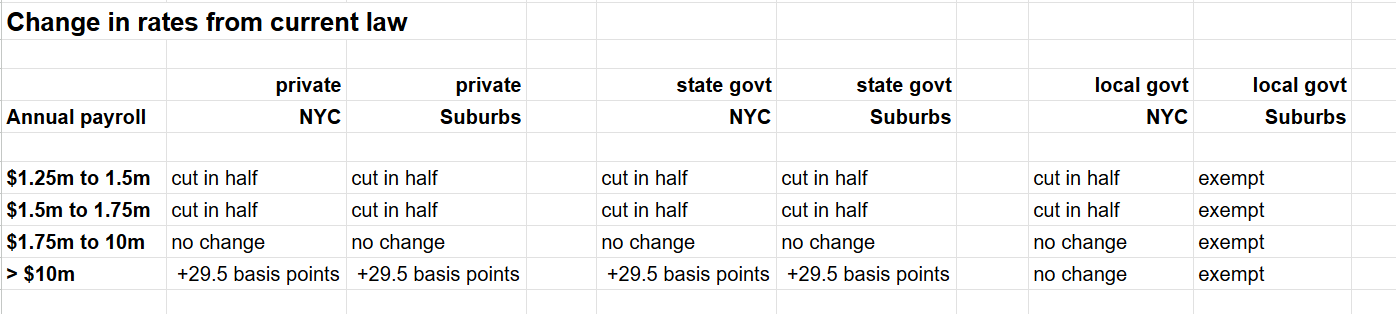 Change in rates from current law
private private state govt state govt local govt local govt
Annual payroll NYC Suburbs NYC Suburbs NYC Suburbs
$1.25m to 1.5m cut in half cut in half cut in half cut in half cut in half exempt
$1.5m to 1.75m cut in half cut in half cut in half cut in half cut in half exempt
$1.75m to 10m no change no change no change no change no change exempt
> $10m +29.5 basis points +29.5 basis points +29.5 basis points +29.5 basis points no change exempt